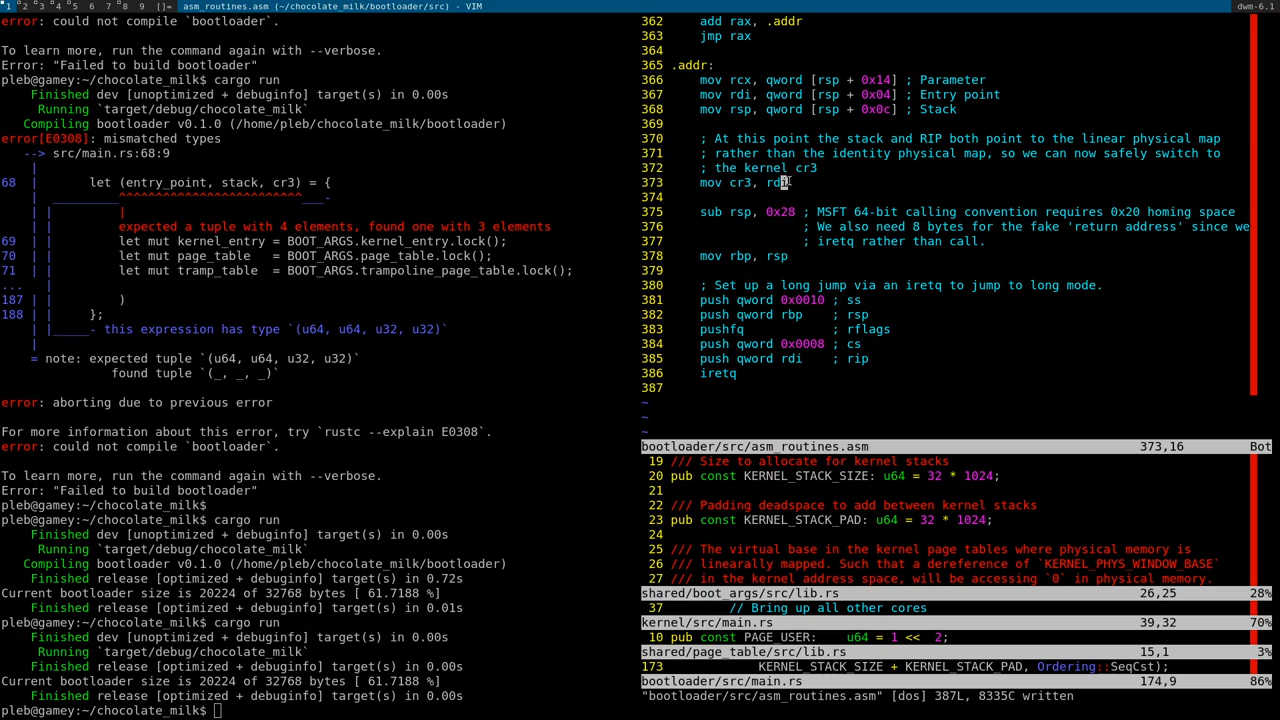 1 2 3 4 5 6 7 8 9 []= asm_routines.asm (~/chocolate_milk/bootloader/src) - VIM dwm-6.1
error: could not compile `bootloader`.
To learn more, run the command again with --verbose.
Error: "Failed to build bootloader"
pleb@gamey:~/chocolate_milk$ cargo run
Finished dev [unoptimized + debuginfo] target(s) in 0.00s
Running `target/debug/chocolate_milk`
Compiling bootloader v0.1.0 (/home/pleb/chocolate_milk/bootloader)
error[E0308]: mismatched types
--> src/main.rs:68:9
|
68 | let (entry_point, stack, cr3) = {
| _________^^^^^^^^^^^^^^^^^^^^^^^^^___-
| | |
| | expected a tuple with 4 elements, found one with 3 elements
69 | | let mut kernel_entry = BOOT_ARGS.kernel_entry.lock();
70 | | let mut page_table   = BOOT_ARGS.page_table.lock();
71 | | let mut tramp_table  = BOOT_ARGS.trampoline_page_table.lock();
... |
187 | | )
188 | | };
| |_____- this expression has type `(u64, u64, u32, u32)`
|
= note: expected tuple `(u64, u64, u32, u32)`
found tuple `(_, _, _)`
error: aborting due to previous error
For more information about this error, try `rustc --explain E0308`.
error: could not compile `bootloader`.
To learn more, run the command again with --verbose.
Error: "Failed to build bootloader"
pleb@gamey:~/chocolate_milk$
pleb@gamey:~/chocolate_milk$ cargo run
Finished dev [unoptimized + debuginfo] target(s) in 0.00s
Running `target/debug/chocolate_milk`
Compiling bootloader v0.1.0 (/home/pleb/chocolate_milk/bootloader)
Finished release [optimized + debuginfo] target(s) in 0.72s
Current bootloader size is 20224 of 32768 bytes [ 61.7188 %]
Finished release [optimized + debuginfo] target(s) in 0.01s
pleb@gamey:~/chocolate_milk$ cargo run
Finished dev [unoptimized + debuginfo] target(s) in 0.00s
Running `target/debug/chocolate_milk`
Finished release [optimized + debuginfo] target(s) in 0.00s
Current bootloader size is 20224 of 32768 bytes [ 61.7188 %]
Finished release [optimized + debuginfo] target(s) in 0.00s
pleb@gamey:~/chocolate_milk$
362 add rax, .addr
363 jmp rax
364
365 .addr:
366 mov rcx, qword [rsp + 0x14] ; Parameter
367 mov rdi, qword [rsp + 0x04] ; Entry point
368 mov rsp, qword [rsp + 0x0c] ; Stack
369
370 ; At this point the stack and RIP both point to the linear physical map
371 ; rather than the identity physical map, so we can now safely switch to
372 ; the kernel cr3
373 mov cr3, rdi
374
375 sub rsp, 0x28 ; MSFT 64-bit calling convention requires 0x20 homing space
376 ; We also need 8 bytes for the fake 'return address' since we
377 ; iretq rather than call.
378 mov rbp, rsp
379
380 ; Set up a long jump via an iretq to jump to long mode.
381 push qword 0x0010 ; ss
382 push qword rbp    ; rsp
383 pushfq            ; rflags
384 push qword 0x0008 ; cs
385 push qword rdi    ; rip
386 iretq
387
~
~
~
bootloader/src/asm_routines.asm 373,16 Bot
19 /// Size to allocate for kernel stacks
20 pub const KERNEL_STACK_SIZE: u64 = 32 * 1024;
21
22 /// Padding deadspace to add between kernel stacks
23 pub const KERNEL_STACK_PAD: u64 = 32 * 1024;
24
25 /// The virtual base in the kernel page tables where physical memory is
26 /// linearally mapped. Such that a dereference of `KERNEL_PHYS_WINDOW_BASE`
27 /// in the kernel address space, will be accessing `0` in physical memory.
shared/boot_args/src/lib.rs 26,25 28%
37 // Bring up all other cores
kernel/src/main.rs 39,32 70%
10 pub const PAGE_USER:    u64 = 1 <<  2;
shared/page_table/src/lib.rs 15,1 3%
173 KERNEL_STACK_SIZE + KERNEL_STACK_PAD, Ordering::SeqCst);
bootloader/src/main.rs 174,9 86%
"bootloader/src/asm_routines.asm" [dos] 387L, 8335C written